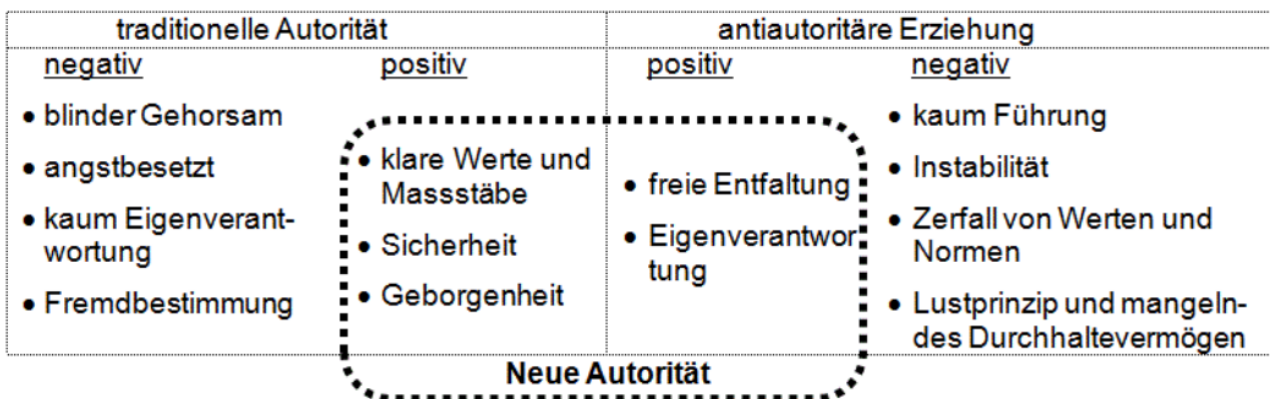 traditionelle Autorität
antiautoritäre Erziehung
negativ
positiv
positiv
negativ
• blinder Gehorsam
• angstbesetzt
• kaum Eigenverant-
wortung
• Fremdbestimmung
• klare Werte und
Massstäbe
• Sicherheit
• Geborgenheit
• freie Entfaltung
• Eigenverantwor
tung
• kaum Führung
• Instabilität
• Zerfall von Werten und
Normen
• Lustprinzip und mangeln-
des Durchhaltevermögen
Neue Autorität